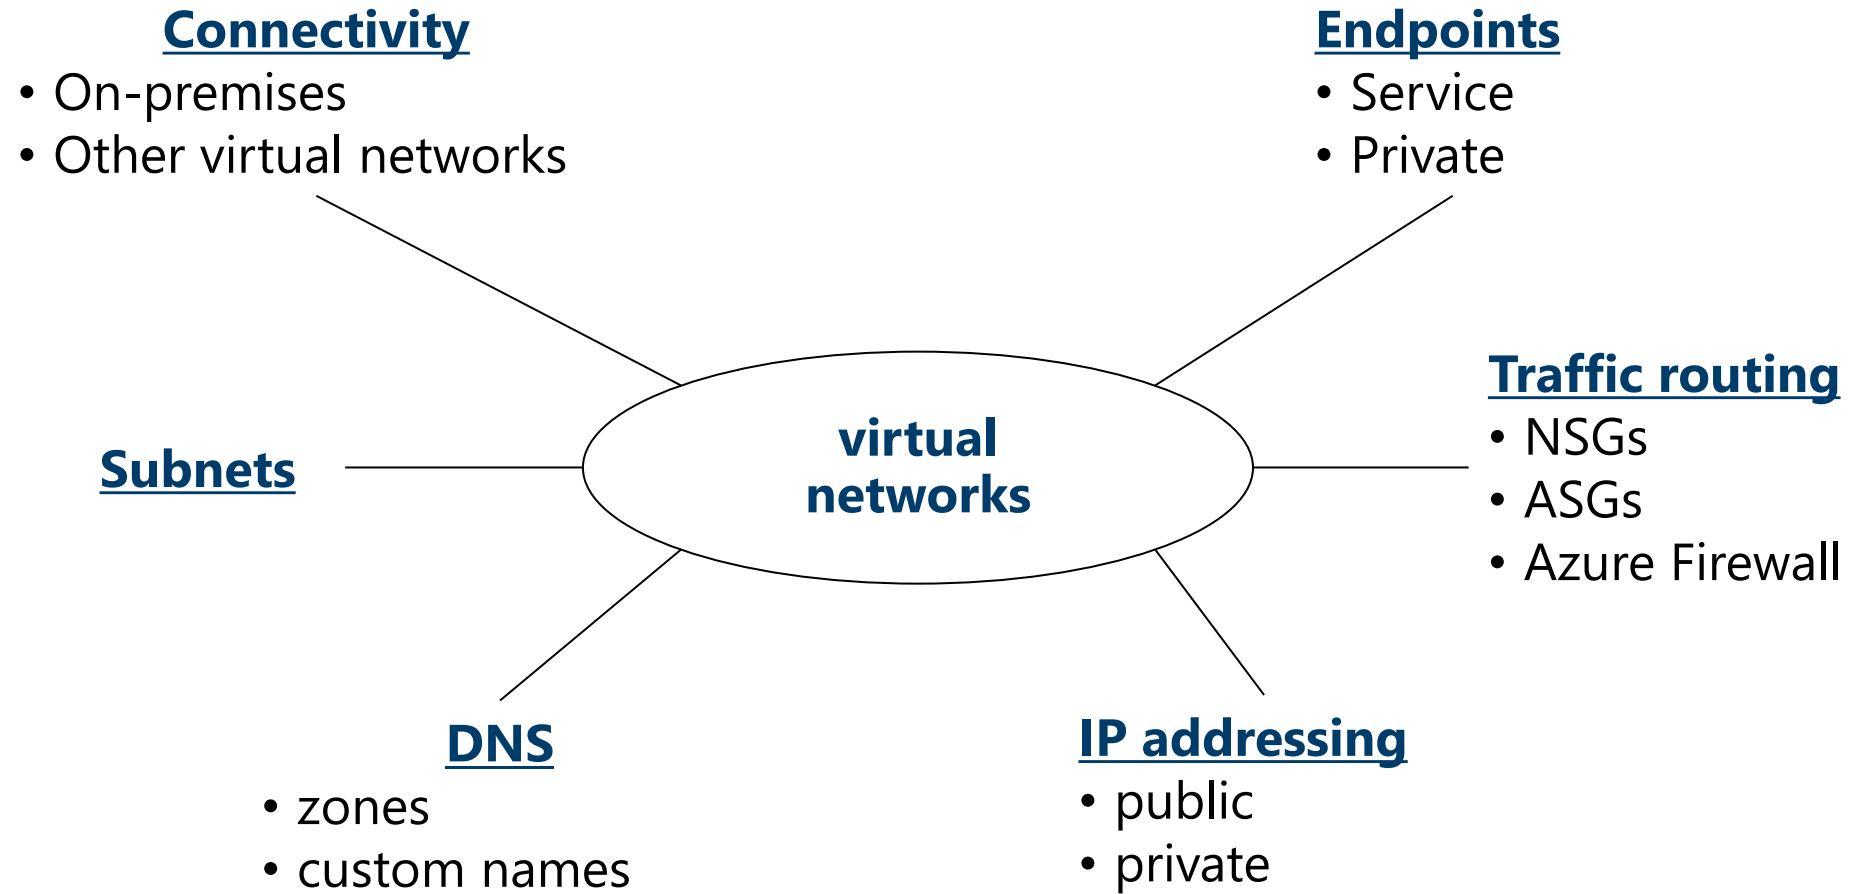 Connectivity
• On-premises
• Other virtual networks
Endpoints
• Service
• Private
Traffic routing
• NSGs
• ASGs
• Azure Firewall
virtual
networks
Subnets
DNS
• zones
• custom names
IP addressing
• public
• private